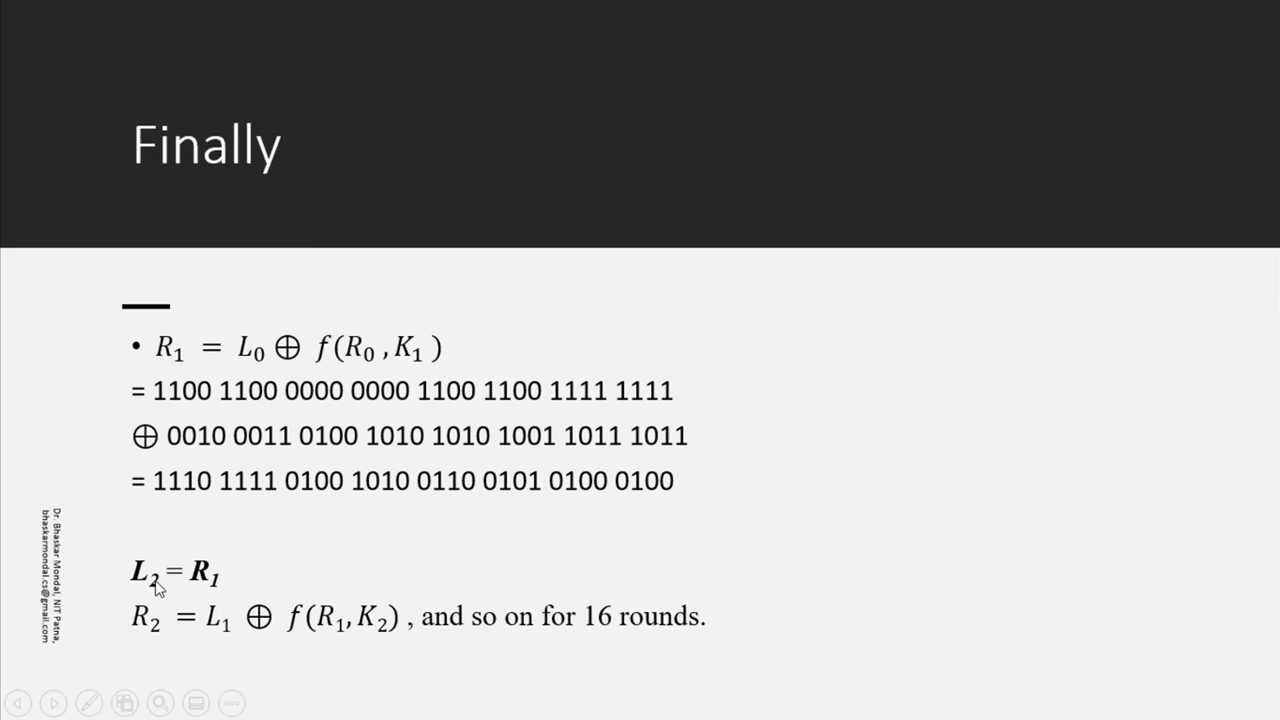 Finally
• R₁ = L₀ ⊕ f(R₀ , K₁ )
= 1100 1100 0000 0000 1100 1100 1111 1111
⊕ 0010 0011 0100 1010 1010 1001 1011 1011
= 1110 1111 0100 1010 0110 0101 0100 0100
L₂ = R₁
R₂ = L₁ ⊕ f(R₁, K₂) , and so on for 16 rounds.
Dr. Bhaskar Mondal, NIT Patna,
bhaskarmondal.cs@gmail.com